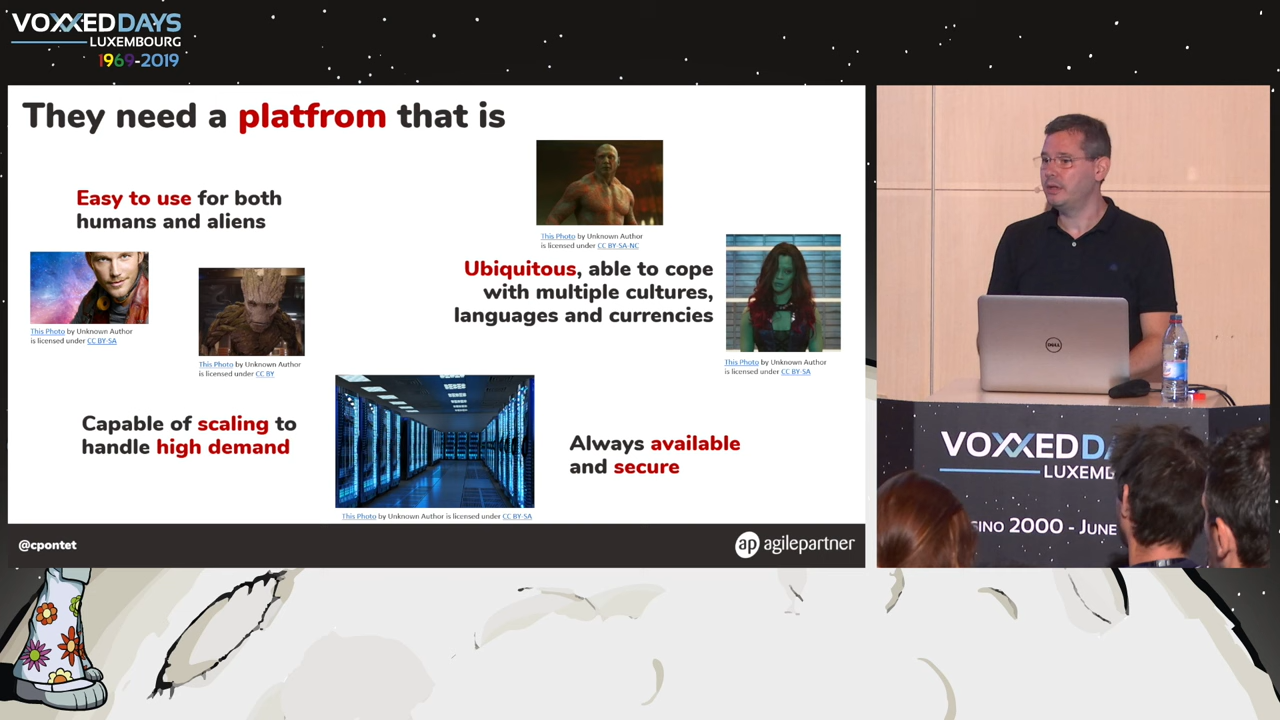 VOXXED DAYS
LUXEMBOURG
1969-2019
They need a platfrom that is
Easy to use for both
humans and aliens
This Photo by Unknown Author
is licensed under CC BY-SA
This Photo by Unknown Author
is licensed under CC BY
This Photo by Unknown Author
is licensed under CC BY-SA-NC
Ubiquitous, able to cope
with multiple cultures,
languages and currencies
This Photo by Unknown Author
is licensed under CC BY-SA
Capable of scaling to
handle high demand
Always available
and secure
This Photo by Unknown Author is licensed under CC BY-SA
@cpontet
ap agilepartner
DELL
VOXXED DA
LUXEMB
SINO 2000 - JUNE